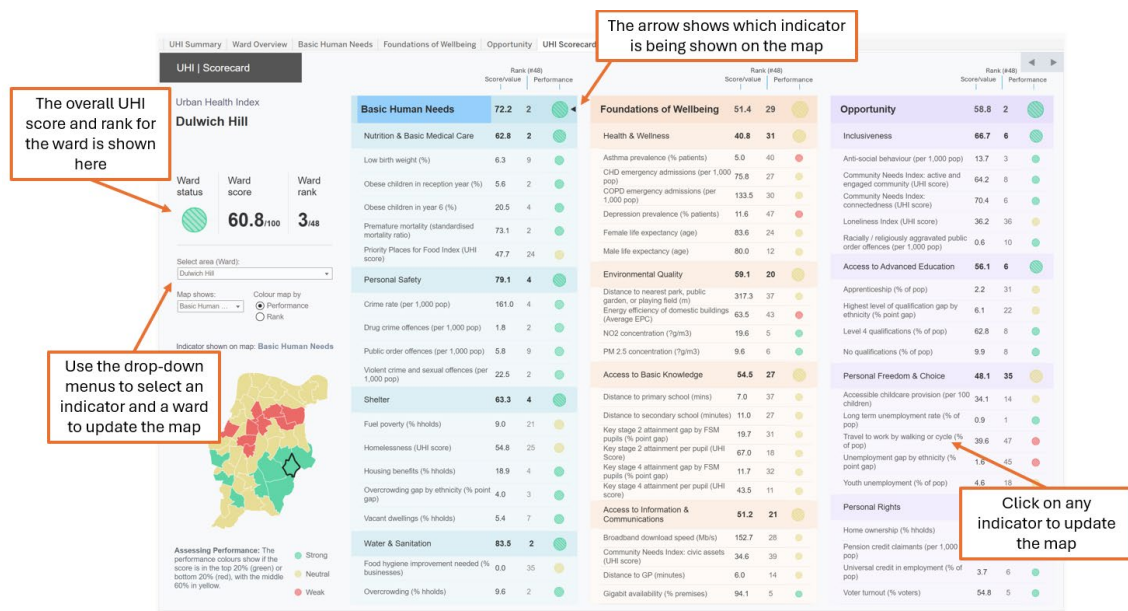 The arrow shows which indicator
is being shown on the map
UHI Summary
Ward Overview
Basic Human Needs
Foundations of Wellbeing
Opportunity
UHI Scorecard
UHI | Scorecard
The overall UHI
score and rank for
the ward is shown
here
Urban Health Index
Dulwich Hill
Ward
status
Ward
score
Ward
rank
60.8/100
3/48
Select area (Ward):
Dulwich Hill
Map shows:
Basic Human ...
Colour map by
Performance
Rank
Indicator shown on map: Basic Human Needs
Use the drop-down
menus to select an
indicator and a ward
to update the map
Assessing Performance: The
performance colours show if the
score is in the top 20% (green) or
bottom 20% (red), with the middle
60% in yellow.
Strong
Neutral
Weak
Rank (#48)
Score/value Performance
Basic Human Needs 72.2 2
Nutrition & Basic Medical Care 62.8 2
Low birth weight (%) 6.3 9
Obese children in reception year (%) 5.6 2
Obese children in year 6 (%) 20.5 4
Premature mortality (standardised
mortality ratio) 73.1 2
Priority Places for Food Index (UHI
score) 47.7 24
Personal Safety 79.1 4
Crime rate (per 1,000 pop) 161.0 4
Drug crime offences (per 1,000 pop) 1.8 2
Public order offences (per 1,000 pop) 5.8 9
Violent crime and sexual offences (per
1,000 pop) 22.5 2
Shelter 63.3 4
Fuel poverty (% hholds) 9.0 21
Homelessness (UHI score) 54.8 25
Housing benefits (% hholds) 18.9 4
Overcrowding gap by ethnicity (% point
gap) 4.0 3
Vacant dwellings (% hholds) 5.4 7
Water & Sanitation 83.5 2
Food hygiene improvement needed (%
businesses) 0.0 35
Overcrowding (% hholds) 9.6 2
Rank (#48)
Score/value Performance
Foundations of Wellbeing 51.4 29
Health & Wellness 40.8 31
Asthma prevalence (% patients) 5.0 40
CHD emergency admissions (per 1,000
pop) 75.8 27
COPD emergency admissions (per
1,000 pop) 133.5 30
Depression prevalence (% patients) 11.6 47
Female life expectancy (age) 83.6 24
Male life expectancy (age) 80.0 12
Environmental Quality 59.1 20
Distance to nearest park, public
garden, or playing field (m) 317.3 37
Energy efficiency of domestic buildings
(Average EPC) 63.5 43
NO2 concentration (?g/m3) 19.6 5
PM 2.5 concentration (?g/m3) 9.6 6
Access to Basic Knowledge 54.5 27
Distance to primary school (mins) 7.0 37
Distance to secondary school (minutes) 11.0 27
Key stage 2 attainment gap by FSM
pupils (% point gap) 19.7 31
Key stage 2 attainment per pupil (UHI
Score) 67.0 18
Key stage 4 attainment gap by FSM
pupils (% point gap) 11.7 32
Key stage 4 attainment per pupil (UHI
score) 43.5 11
Access to Information &
Communications 51.2 21
Broadband download speed (Mb/s) 152.7 28
Community Needs Index: civic assets
(UHI score) 34.6 39
Distance to GP (minutes) 6.0 14
Gigabit availability (% premises) 94.1 5
Rank (#48)
Score/value Performance
Opportunity 58.8 2
Inclusiveness 66.7 6
Anti-social behaviour (per 1,000 pop) 13.7 3
Community Needs Index: active and
engaged community (UHI score) 64.2 8
Community Needs Index:
connectedness (UHI score) 70.4 6
Loneliness Index (UHI score) 36.2 36
Racially / religiously aggravated public
order offences (per 1,000 pop) 0.6 10
Access to Advanced Education 56.1 6
Apprenticeship (% of pop) 2.2 31
Highest level of qualification gap by
ethnicity (% point gap) 6.1 22
Level 4 qualifications (% of pop) 62.8 8
No qualifications (% of pop) 9.9 8
Personal Freedom & Choice 48.1 35
Accessible childcare provision (per 100
children) 34.1 14
Long term unemployment rate (% of
pop) 0.9 1
Travel to work by walking or cycle (%
of pop) 39.6 47
Unemployment gap by ethnicity (%
point gap) 1.6 45
Youth unemployment (% of pop) 4.6 18
Personal Rights
Home ownership (% hholds)
Pension credit claimants (per 1,000
pop)
Universal credit in employment (% of
pop) 3.7 6
Voter turnout (% voters) 54.8 5
Click on any
indicator to update
the map